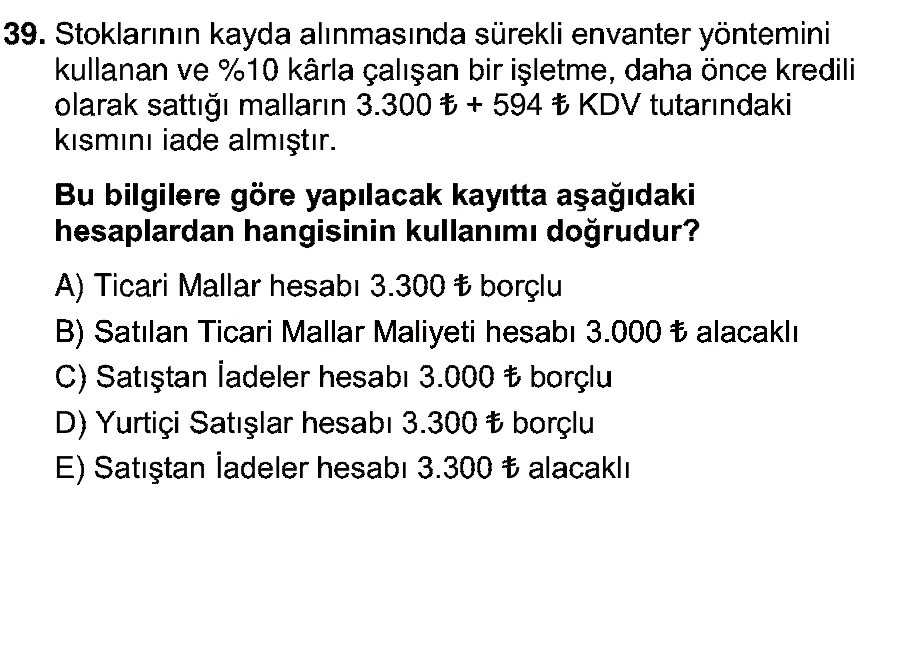 39. Stoklarının kayda alınmasında sürekli envanter yöntemini
kullanan ve %10 kârla çalışan bir işletme, daha önce kredili
olarak sattığı malların 3.300 ₺ + 594 ₺ KDV tutarındaki
kısmını iade almıştır.
Bu bilgilere göre yapılacak kayıtta aşağıdaki
hesaplardan hangisinin kullanımı doğrudur?
A) Ticari Mallar hesabı 3.300 ₺ borçlu
B) Satılan Ticari Mallar Maliyeti hesabı 3.000 ₺ alacaklı
C) Satıştan İadeler hesabı 3.000 ₺ borçlu
D) Yurtiçi Satışlar hesabı 3.300 ₺ borçlu
E) Satıştan İadeler hesabı 3.300 ₺ alacaklı